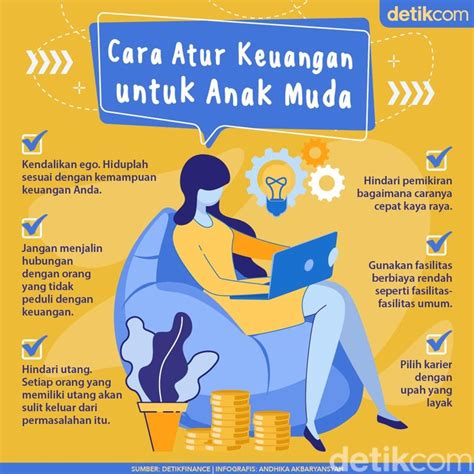 detikcom
Cara Atur Keuangan
untuk Anak Muda
Kendalikan ego. Hiduplah
sesuai dengan kemampuan
keuangan Anda.
Jangan menjalin
hubungan
dengan orang
yang tidak
peduli dengan
keuangan.
Hindari utang.
Setiap orang yang
memiliki utang akan
sulit keluar dari
permasalahan itu.
Hindari pemikiran
bagaimana caranya
cepat kaya raya.
Gunakan fasilitas
berbiaya rendah
seperti fasilitas-
fasilitas umum.
Pilih karier
dengan
upah yang
layak
SUMBER: DETIKFINANCE | INFOGRAFIS: ANDHIKA AKBARYANSYAH
detikcom